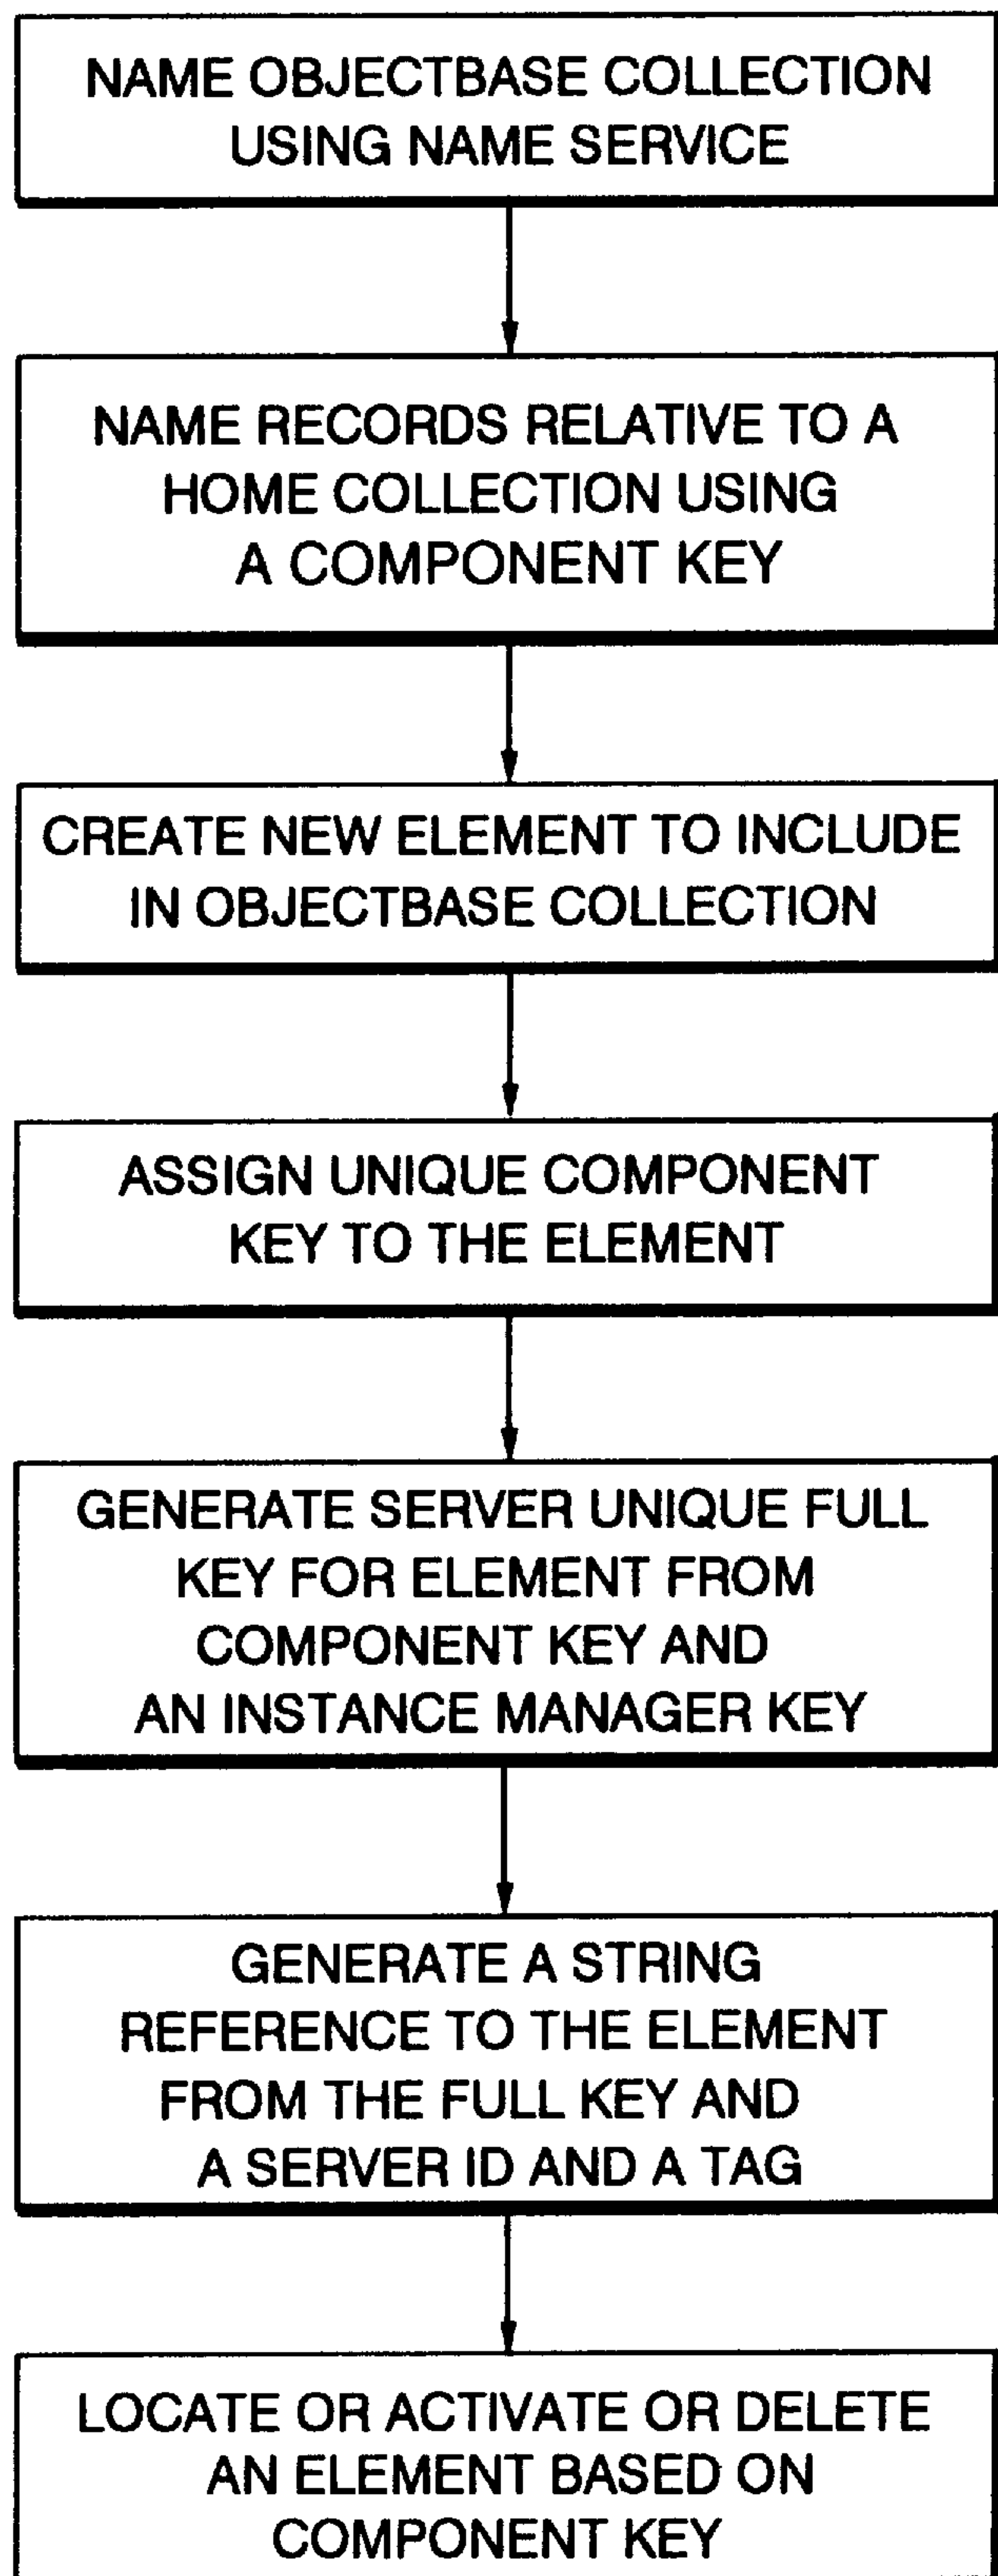 NAME OBJECTBASE COLLECTION
USING NAME SERVICE
NAME RECORDS RELATIVE TO A
HOME COLLECTION USING
A COMPONENT KEY
CREATE NEW ELEMENT TO INCLUDE
IN OBJECTBASE COLLECTION
ASSIGN UNIQUE COMPONENT
KEY TO THE ELEMENT
GENERATE SERVER UNIQUE FULL
KEY FOR ELEMENT FROM
COMPONENT KEY AND
AN INSTANCE MANAGER KEY
GENERATE A STRING
REFERENCE TO THE ELEMENT
FROM THE FULL KEY AND
A SERVER ID AND A TAG
LOCATE OR ACTIVATE OR DELETE
AN ELEMENT BASED ON
COMPONENT KEY